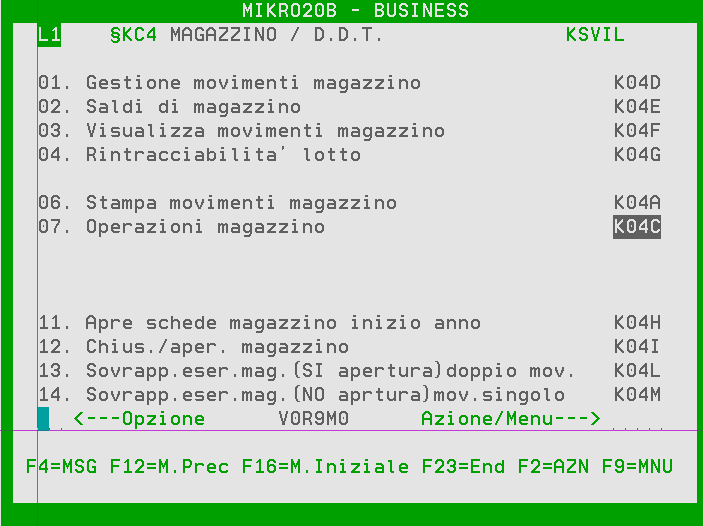 MIKRO20B - BUSINESS
L1 §KC4 MAGAZZINO / D.D.T. KSVIL
01. Gestione movimenti magazzino K04D
02. Saldi di magazzino K04E
03. Visualizza movimenti magazzino K04F
04. Rintracciabilita' lotto K04G
06. Stampa movimenti magazzino K04A
07. Operazioni magazzino K04C
11. Apre schede magazzino inizio anno K04H
12. Chius./aper. magazzino K04I
13. Sovrapp.eser.mag.(SI apertura)doppio mov. K04L
14. Sovrapp.eser.mag.(NO aprtura)mov.singolo K04M
<---Opzione V0R9M0 Azione/Menu--->
F4=MSG F12=M.Prec F16=M.Iniziale F23=End F2=AZN F9=MNU